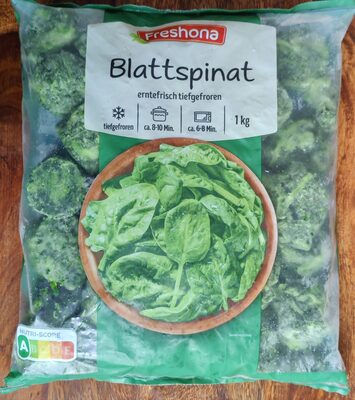 Freshona
Blattspinat
erntefrisch tiefgefroren
tiefgefroren
ca. 8-10 Min.
ca. 6-8 Min.
1 kg
NUTRI-SCORE
A